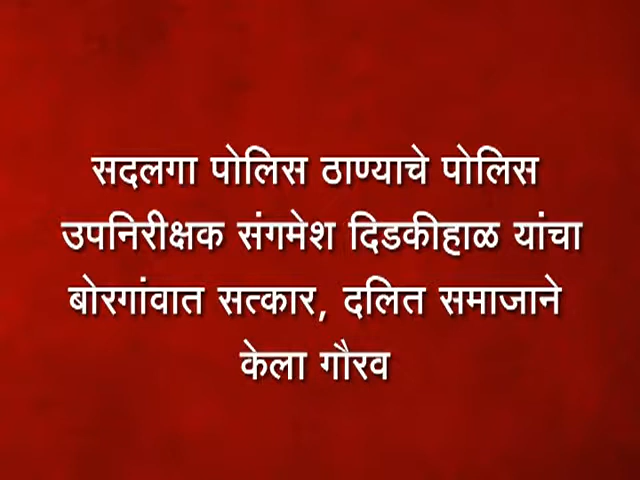 सदलगा पोलिस ठाण्याचे पोलिस
उपनिरीक्षक संगमेश दिडकीहाळ यांचा
बोरगांवात सत्कार, दलित समाजाने
केला गौरव